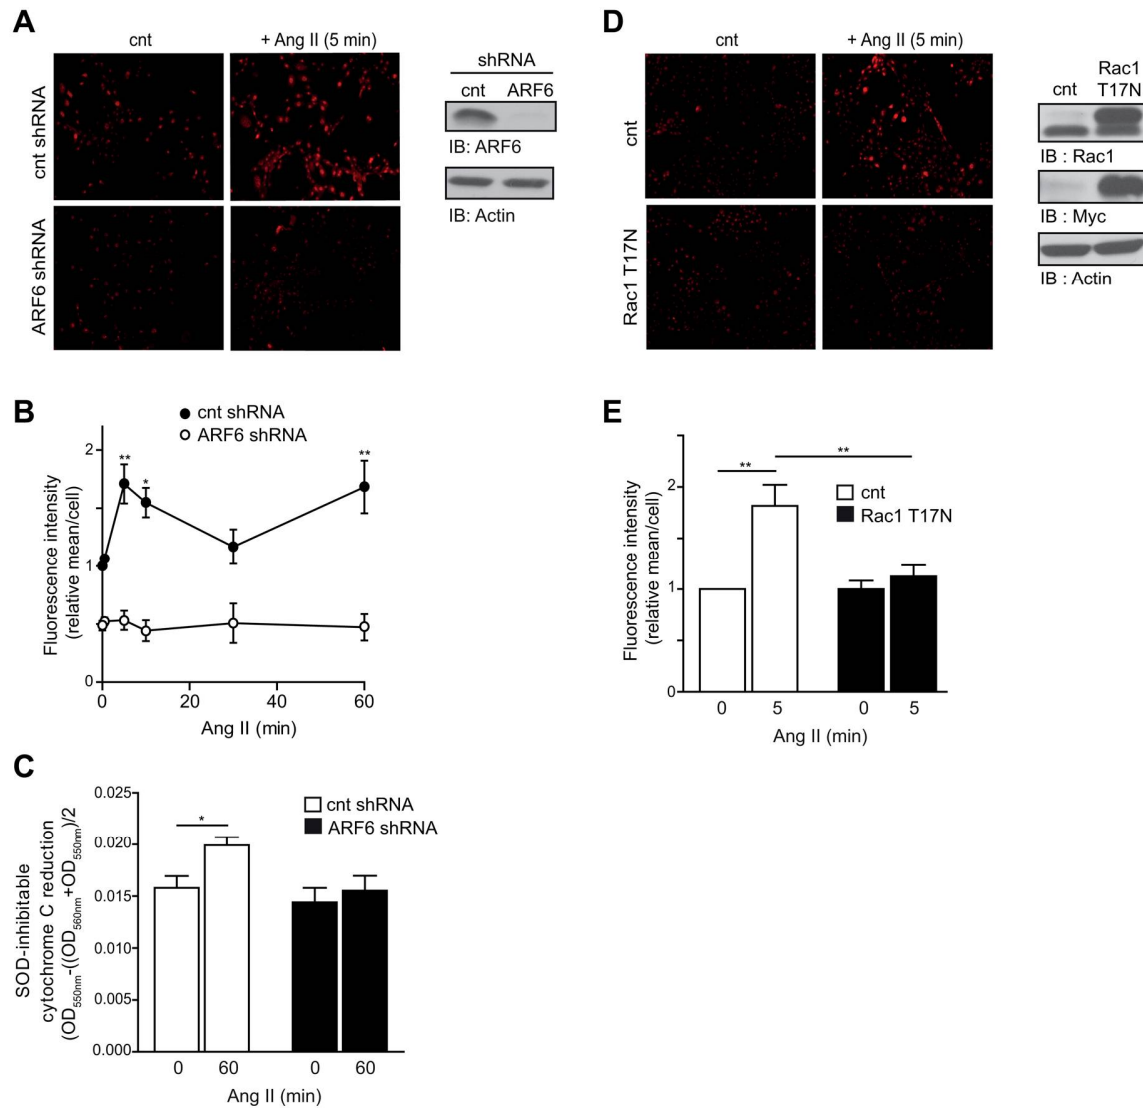 A
cnt
+ Ang II (5 min)
cnt shRNA
ARF6 shRNA
shRNA
cnt ARF6
IB: ARF6
IB: Actin
D
cnt
+ Ang II (5 min)
cnt
Rac1 T17N
Rac1
cnt T17N
IB : Rac1
IB : Myc
IB : Actin
B
cnt shRNA
ARF6 shRNA
Fluorescence intensity
(relative mean/cell)
2
1
0
** * **
0 20 40 60
Ang II (min)
E
Fluorescence intensity
(relative mean/cell)
2
1
0
** **
cnt
Rac1 T17N
0 5 0 5
Ang II (min)
C
SOD-inhibitable
cytochrome C reduction
(OD550nm-((OD560nm+OD550nm)/2
0.025
0.020
0.015
0.010
0.005
0.000
*
cnt shRNA
ARF6 shRNA
0 60 0 60
Ang II (min)